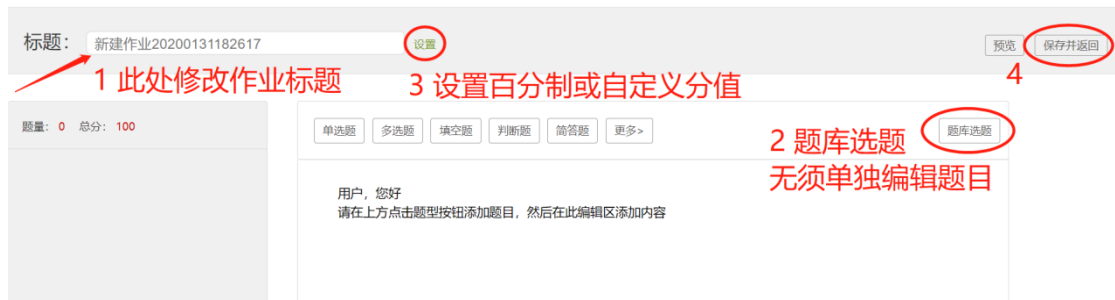 标题： 新建作业20200131182617 设置 预览 保存并返回
1 此处修改作业标题 3 设置百分制或自定义分值 4
题量：0 总分：100
单选题 多选题 填空题 判断题 简答题 更多> 题库选题
2 题库选题
无须单独编辑题目
用户，您好
请在上方点击题型按钮添加题目，然后在此编辑区添加内容